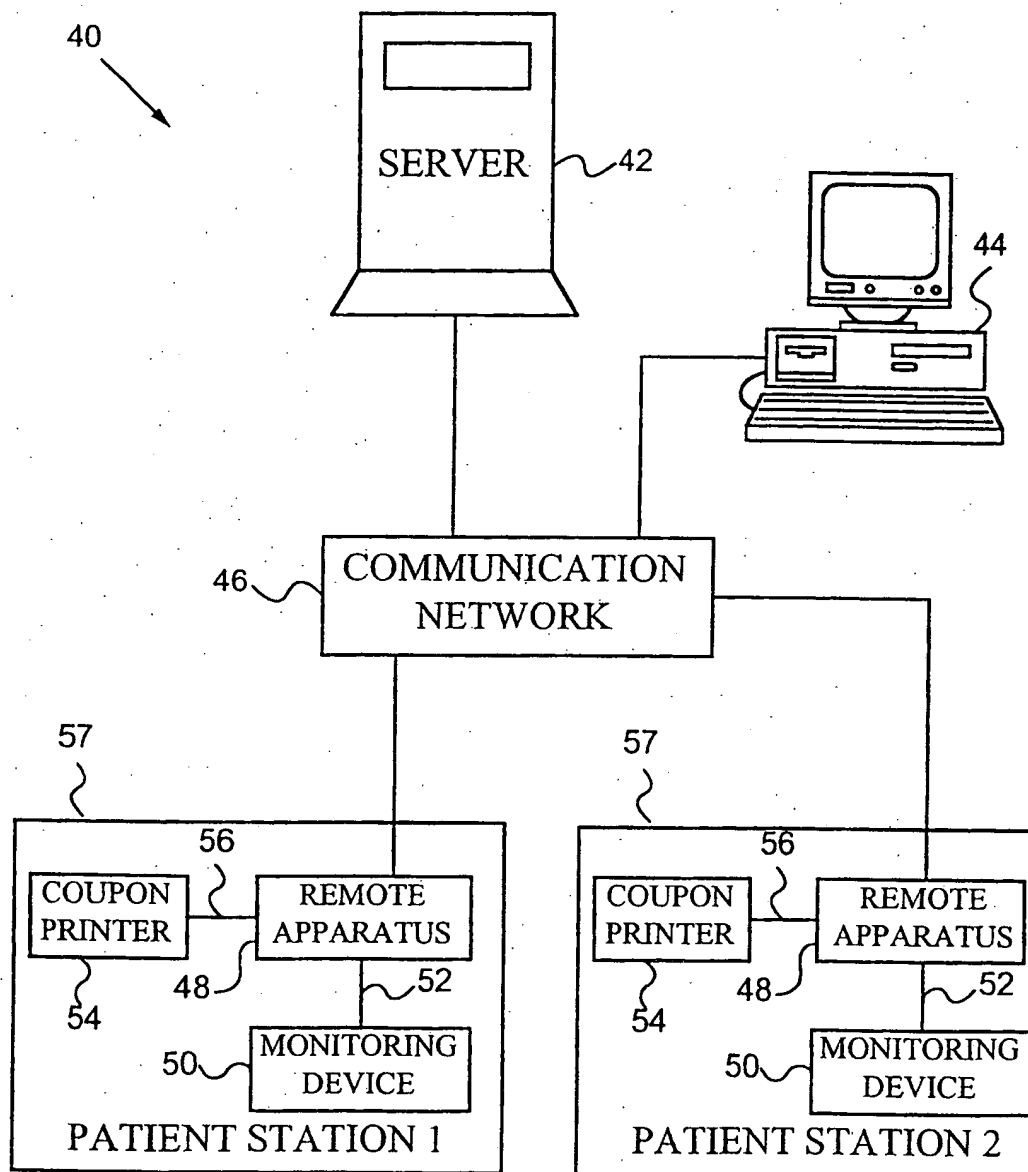 40
SERVER
42
44
46
COMMUNICATION
NETWORK
57
56
COUPON
PRINTER
REMOTE
APPARATUS
54
48
52
50
MONITORING
DEVICE
PATIENT STATION 1
57
56
COUPON
PRINTER
REMOTE
APPARATUS
54
48
52
50
MONITORING
DEVICE
PATIENT STATION 2